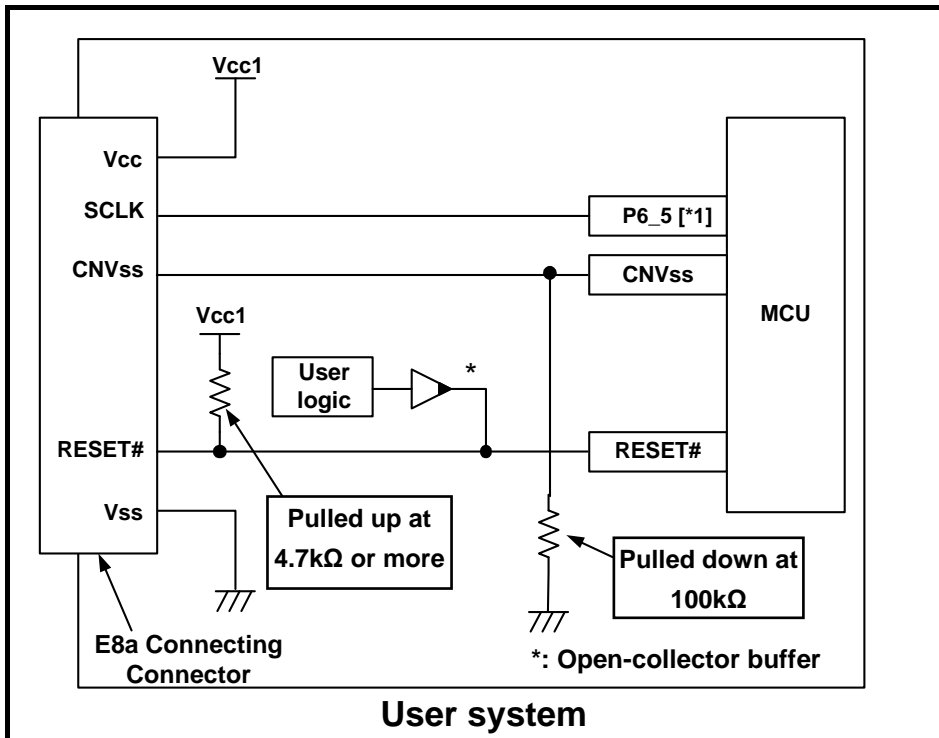 Vcc1
Vcc
SCLK
P6_5 [*1]
CNVss
CNVss
MCU
Vcc1
User
logic
*
RESET#
RESET#
Vss
Pulled up at
4.7kΩ or more
Pulled down at
100kΩ
E8a Connecting
Connector
*: Open-collector buffer
User system